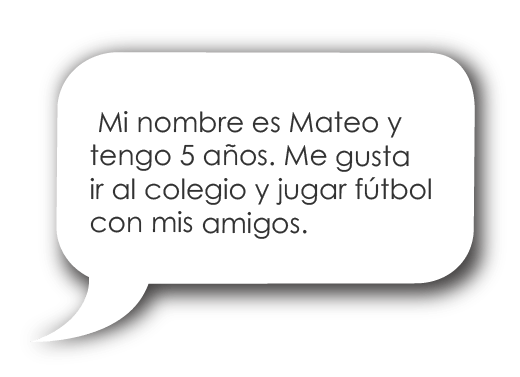 Mi nombre es Mateo y
tengo 5 años. Me gusta
ir al colegio y jugar fútbol
con mis amigos.